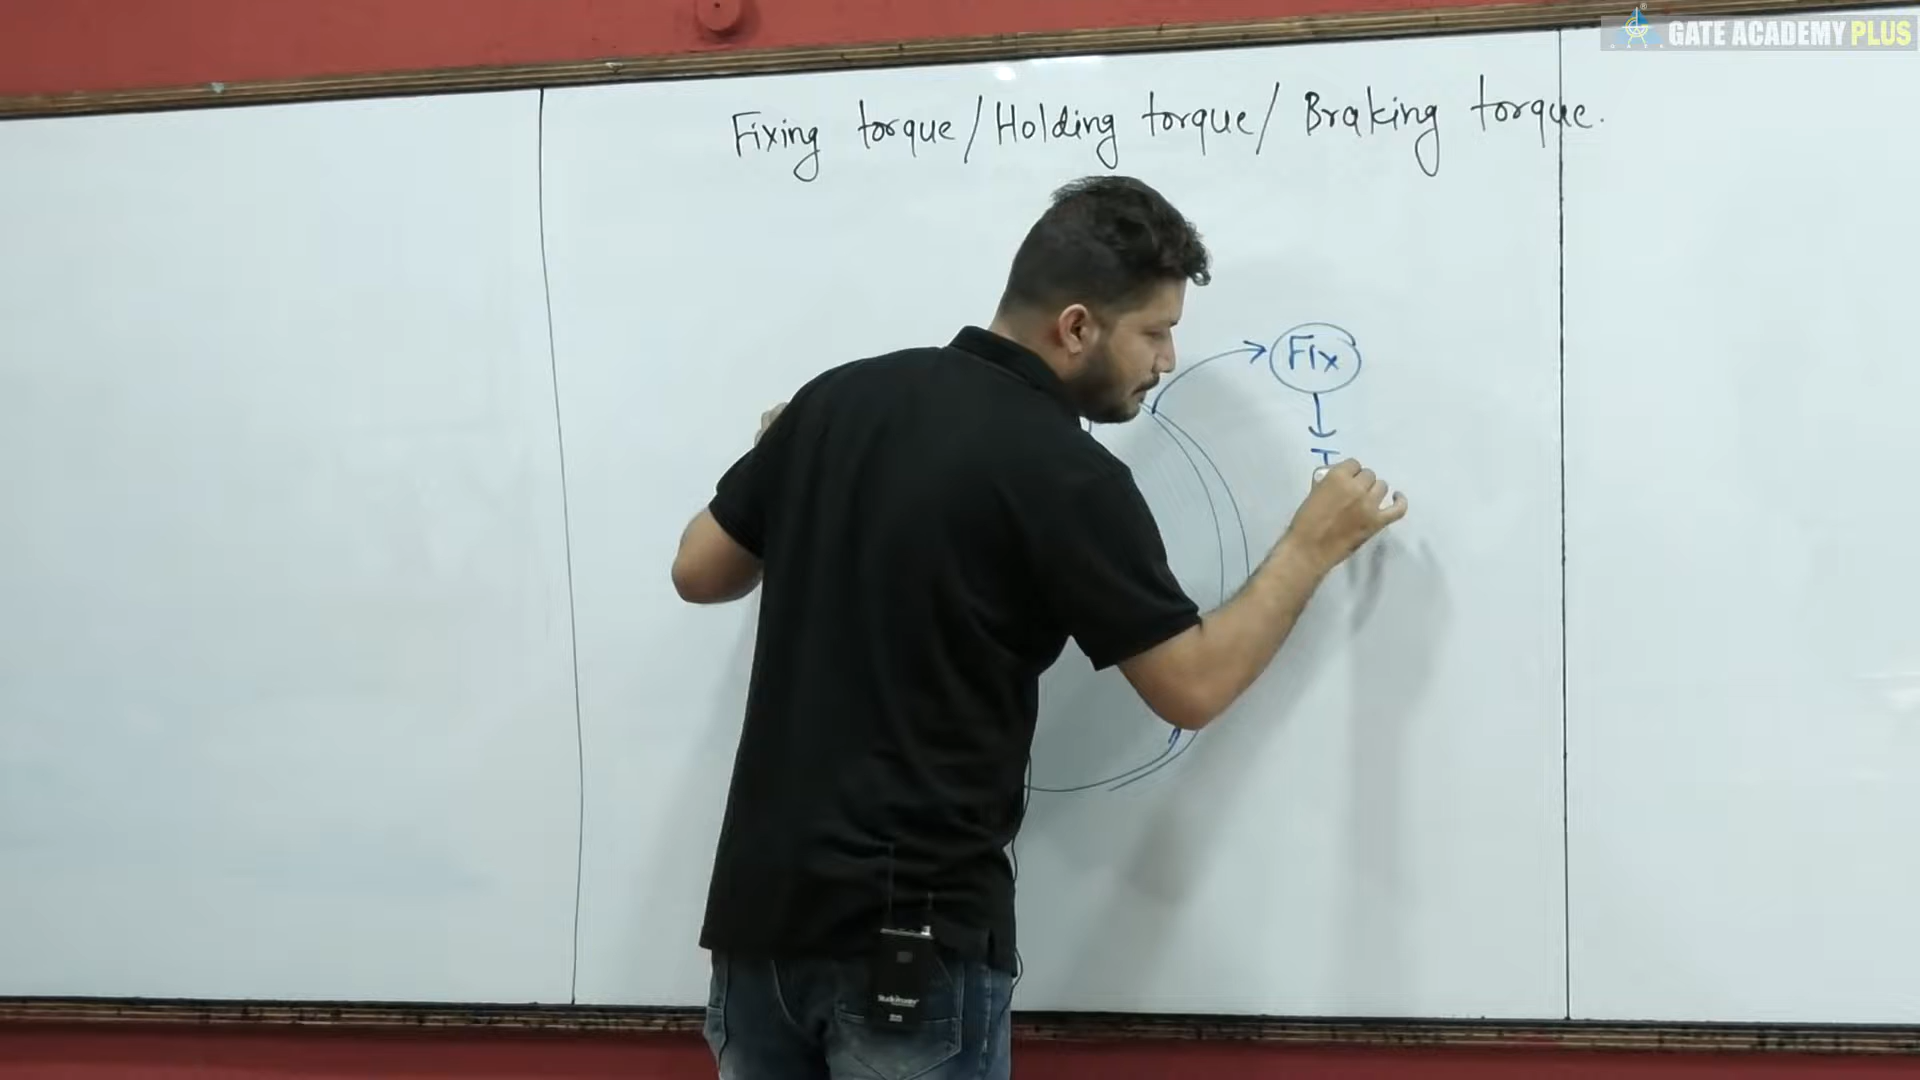 GATE ACADEMY PLUS
Fixing torque / Holding torque / Braking torque.
Fix
T